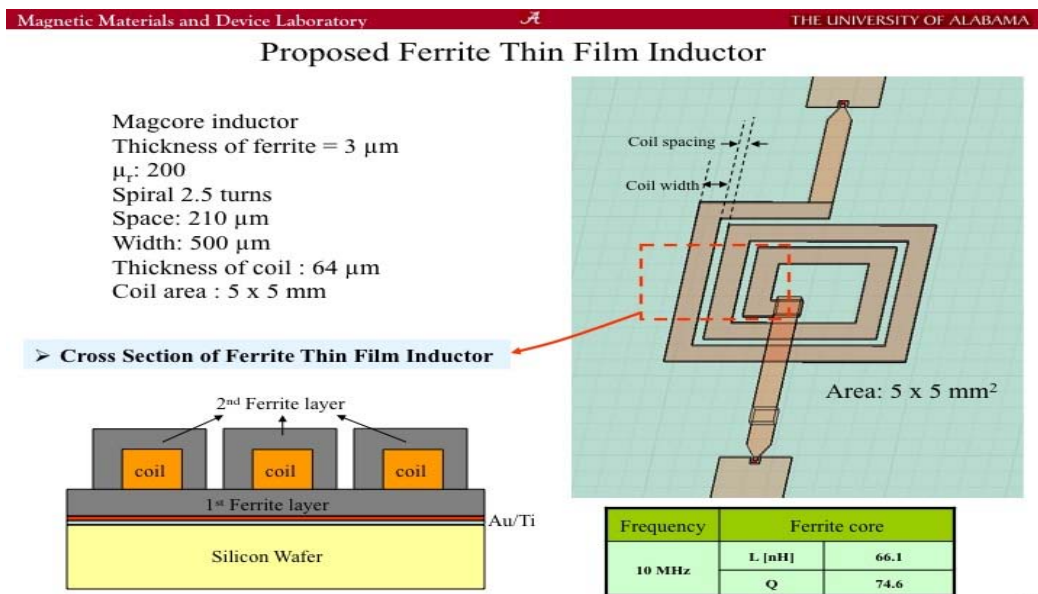 Magnetic Materials and Device Laboratory
A
THE UNIVERSITY OF ALABAMA
Proposed Ferrite Thin Film Inductor
Magcore inductor
Thickness of ferrite = 3 µm
µr: 200
Spiral 2.5 turns
Space: 210 µm
Width: 500 µm
Thickness of coil : 64 µm
Coil area : 5 x 5 mm
Coil spacing
Coil width
Area: 5 x 5 mm²
➢ Cross Section of Ferrite Thin Film Inductor
2nd Ferrite layer
coil coil coil
1st Ferrite layer
Au/Ti
Silicon Wafer
Frequency Ferrite core
10 MHz L [nH] 66.1
Q 74.6